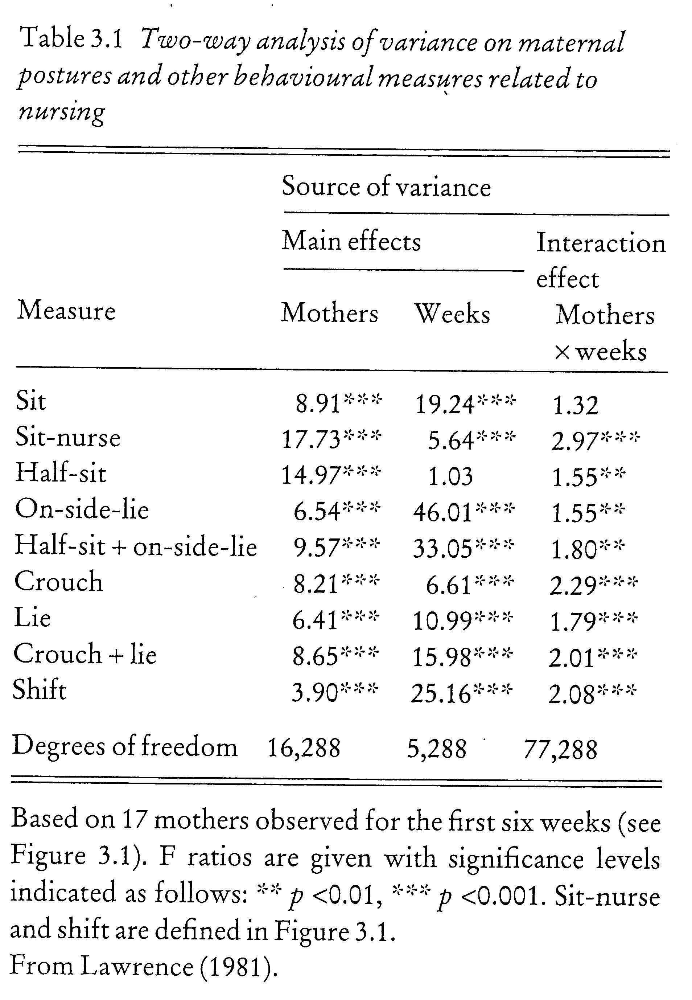 Table 3.1 Two-way analysis of variance on maternal
postures and other behavioural measures related to
nursing
Source of variance
Main effects Interaction
effect
Measure Mothers Weeks Mothers
× weeks
Sit 8.91*** 19.24*** 1.32
Sit-nurse 17.73*** 5.64*** 2.97***
Half-sit 14.97*** 1.03 1.55**
On-side-lie 6.54*** 46.01*** 1.55**
Half-sit + on-side-lie 9.57*** 33.05*** 1.80**
Crouch 8.21*** 6.61*** 2.29***
Lie 6.41*** 10.99*** 1.79***
Crouch + lie 8.65*** 15.98*** 2.01***
Shift 3.90*** 25.16*** 2.08***
Degrees of freedom 16,288 5,288 77,288
Based on 17 mothers observed for the first six weeks (see
Figure 3.1). F ratios are given with significance levels
indicated as follows: ** p <0.01, *** p <0.001. Sit-nurse
and shift are defined in Figure 3.1.
From Lawrence (1981).